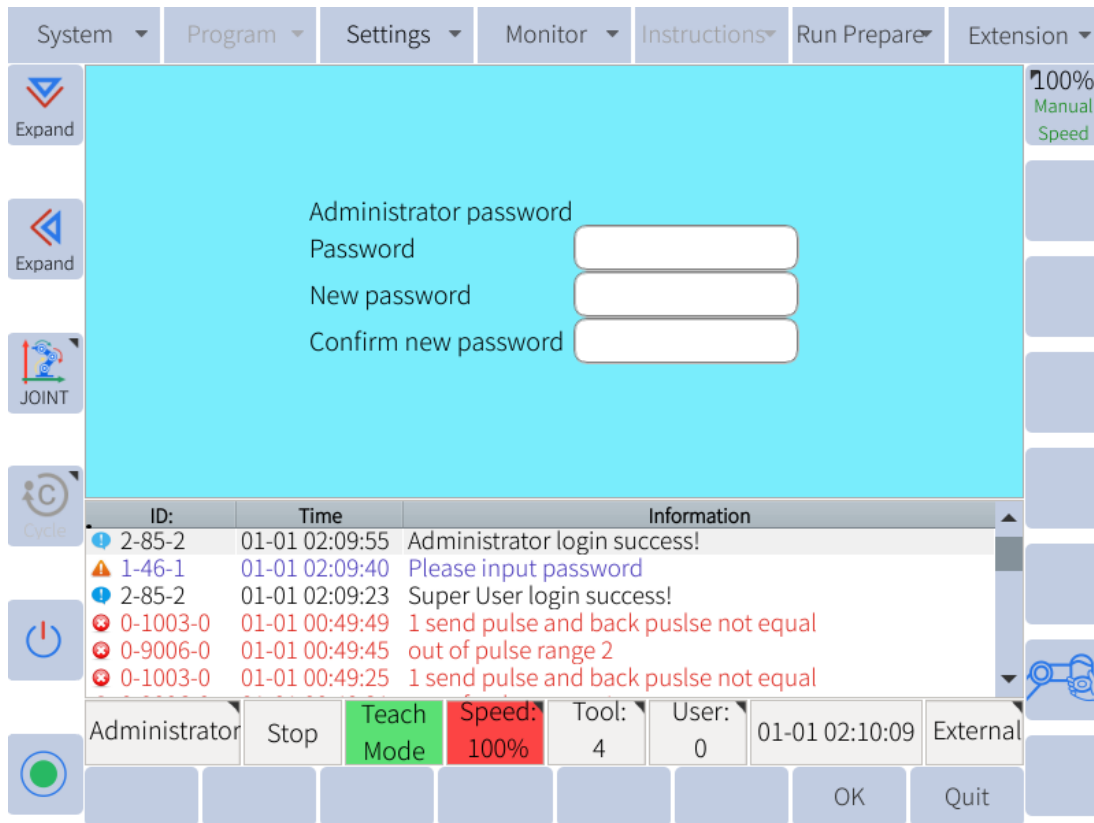 System Program Settings Monitor Instructions Run Prepare Extension
Expand
100%
Manual
Speed
Expand
JOINT
Cycle
Administrator password
Password
New password
Confirm new password
ID: Time Information
2-85-2 01-01 02:09:55 Administrator login success!
1-46-1 01-01 02:09:40 Please input password
2-85-2 01-01 02:09:23 Super User login success!
0-1003-0 01-01 00:49:49 1 send pulse and back puslse not equal
0-9006-0 01-01 00:49:45 out of pulse range 2
0-1003-0 01-01 00:49:25 1 send pulse and back puslse not equal
Administrator
Stop
Teach
Mode
Speed:
100%
Tool:
4
User:
0
01-01 02:10:09
External
OK Quit